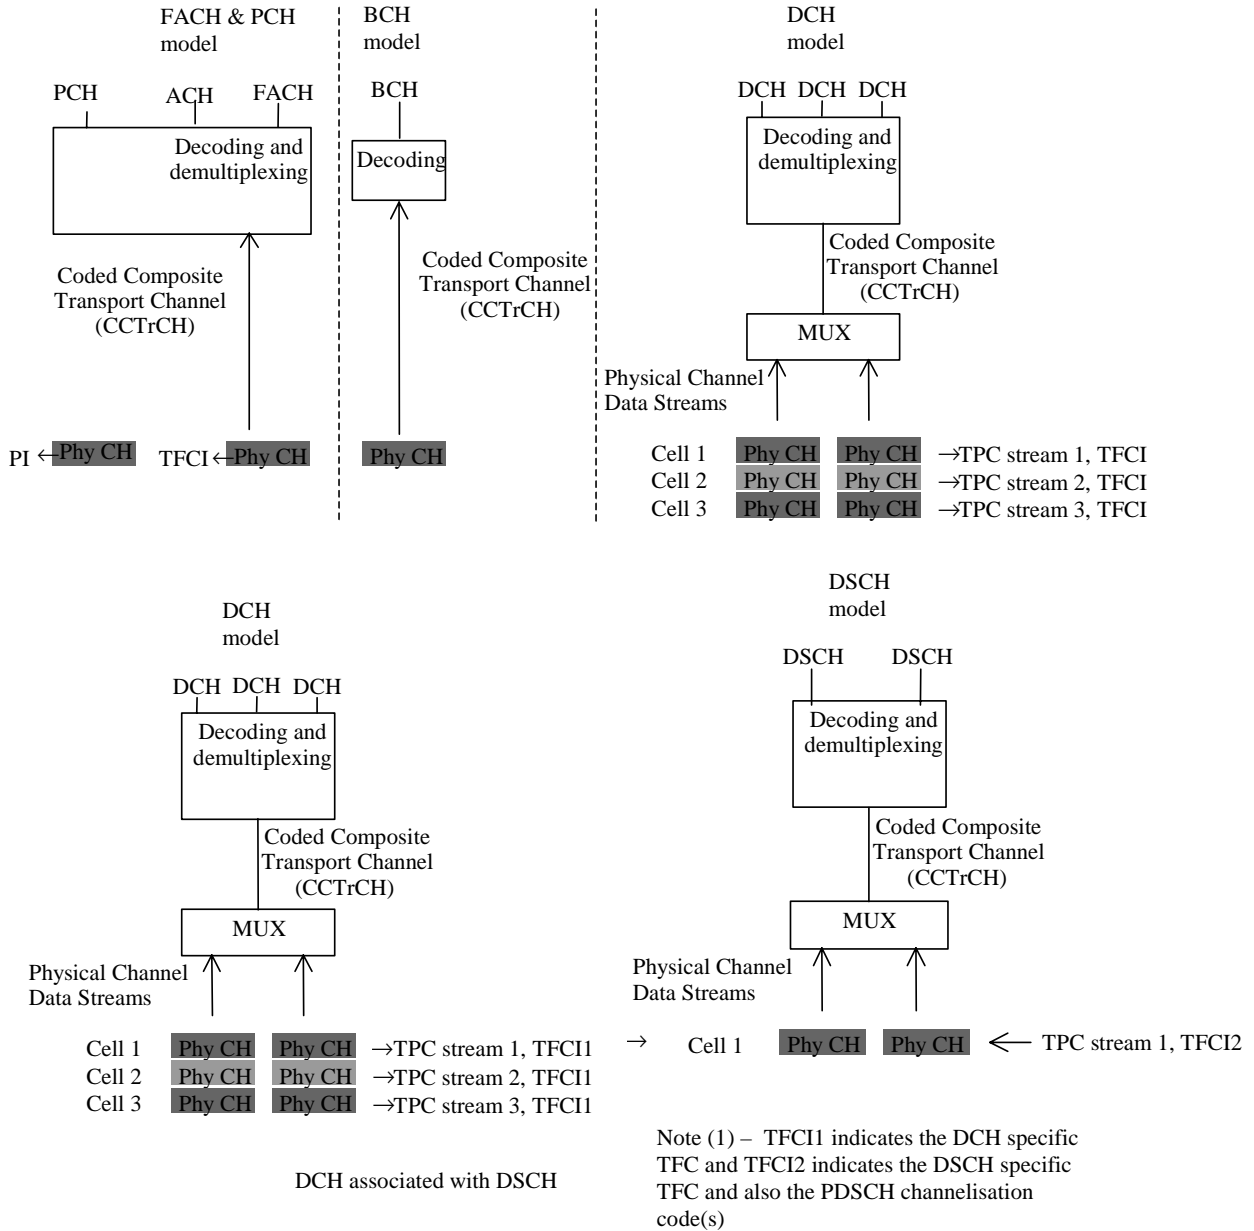 FACH & PCH
model
PCH
ACH
FACH
Decoding and
demultiplexing
Coded Composite
Transport Channel
(CCTrCH)
PI ← Phy CH
TFCI ← Phy CH
BCH
model
BCH
Decoding
Coded Composite
Transport Channel
(CCTrCH)
Phy CH
DCH
model
DCH DCH DCH
Decoding and
demultiplexing
Coded Composite
Transport Channel
(CCTrCH)
MUX
Physical Channel
Data Streams
Cell 1 Phy CH Phy CH →TPC stream 1, TFCI
Cell 2 Phy CH Phy CH →TPC stream 2, TFCI
Cell 3 Phy CH Phy CH →TPC stream 3, TFCI
DCH
model
DCH DCH DCH
Decoding and
demultiplexing
Coded Composite
Transport Channel
(CCTrCH)
MUX
Physical Channel
Data Streams
Cell 1 Phy CH Phy CH →TPC stream 1, TFCI1
Cell 2 Phy CH Phy CH →TPC stream 2, TFCI1
Cell 3 Phy CH Phy CH →TPC stream 3, TFCI1
DCH associated with DSCH
DSCH
model
DSCH DSCH
Decoding and
demultiplexing
Coded Composite
Transport Channel
(CCTrCH)
MUX
Physical Channel
Data Streams
→ Cell 1 Phy CH Phy CH ← TPC stream 1, TFCI2
Note (1) – TFCI1 indicates the DCH specific
TFC and TFCI2 indicates the DSCH specific
TFC and also the PDSCH channelisation
code(s)